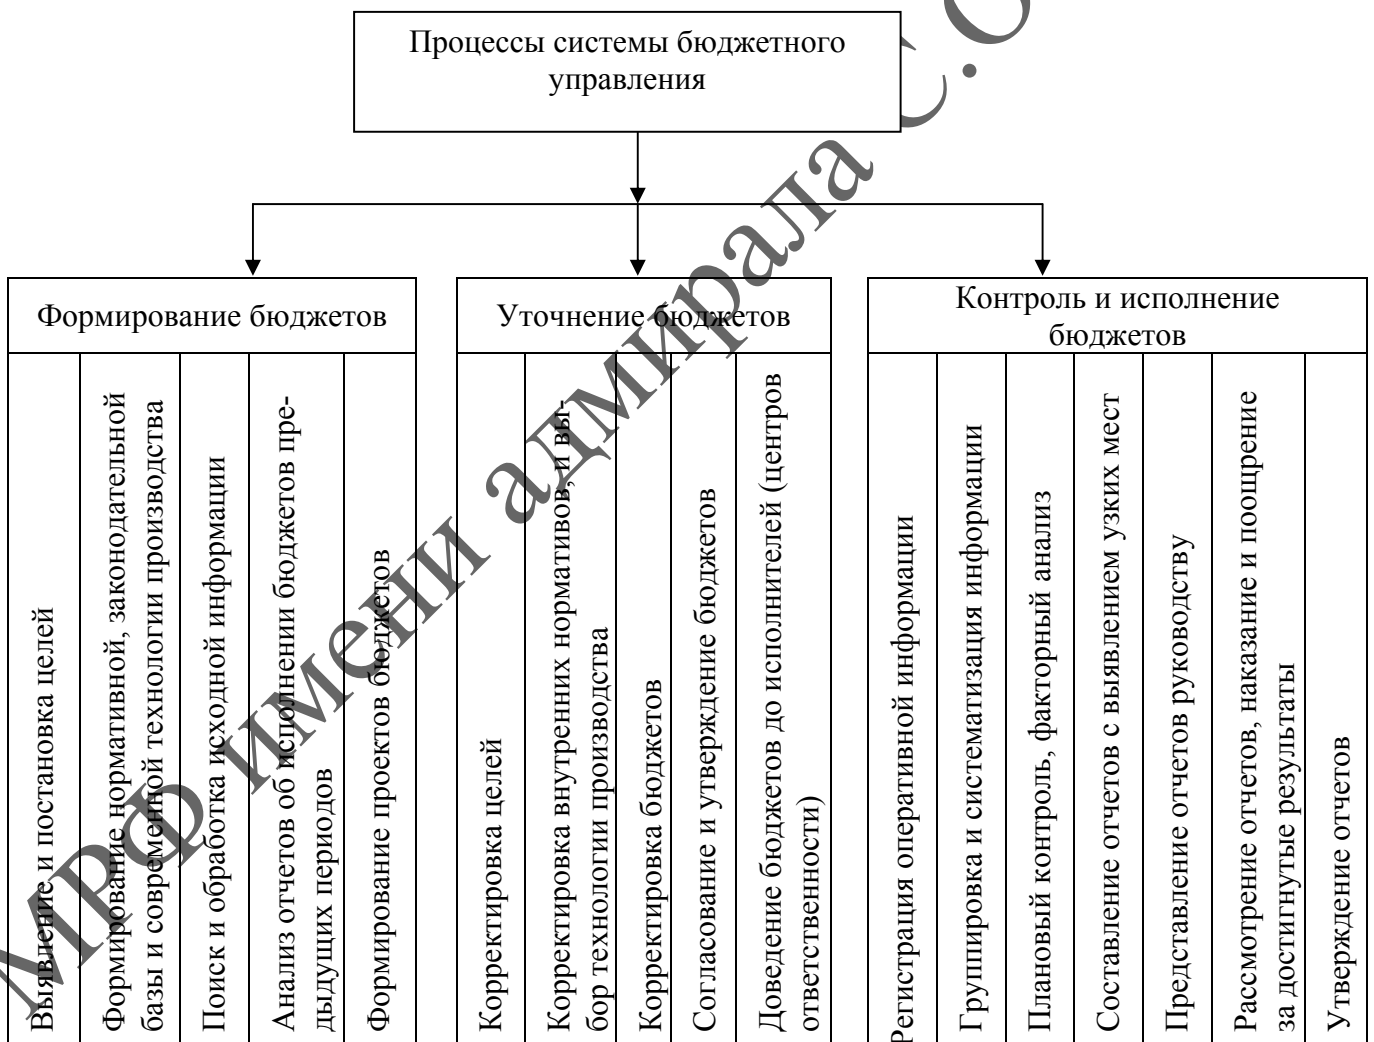 Процессы системы бюджетного
управления
Формирование бюджетов
Выявление и постановка целей
Формирование нормативной, законодательной
базы и современной технологии производства
Поиск и обработка исходной информации
Анализ отчетов об исполнении бюджетов пре-
дыдущих периодов
Формирование проектов бюджетов
Уточнение бюджетов
Корректировка целей
Корректировка внутренних нормативов, и вы-
бор технологии производства
Корректировка бюджетов
Согласование и утверждение бюджетов
Доведение бюджетов до исполнителей (центров
ответственности)
Контроль и исполнение
бюджетов
Регистрация оперативной информации
Группировка и систематизация информации
Плановый контроль, факторный анализ
Составление отчетов с выявлением узких мест
Представление отчетов руководству
Рассмотрение отчетов, наказание и поощрение
за достигнутые результаты
Утверждение отчетов
МРФ имени адмирала С.О